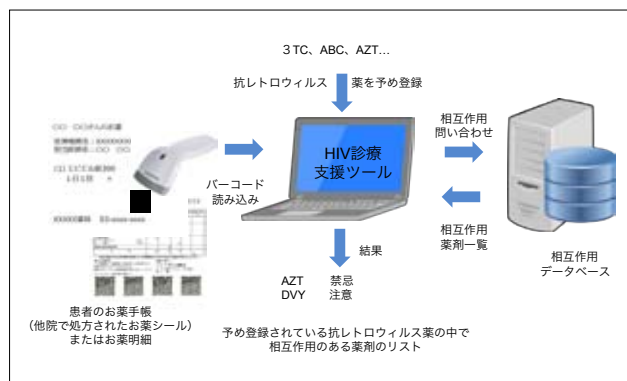 ３TC、ABC、AZT…
抗レトロウィルス
薬を予め登録
相互作用
問い合わせ
HIV診療
支援ツール
バーコード
読み込み
相互作用
薬剤一覧
結果
AZT 禁忌
DVY 注意
相互作用
データベース
患者のお薬手帳
(他院で処方されたお薬シール)
またはお薬明細
予め登録されている抗レトロウィルス薬の中で
相互作用のある薬剤のリスト